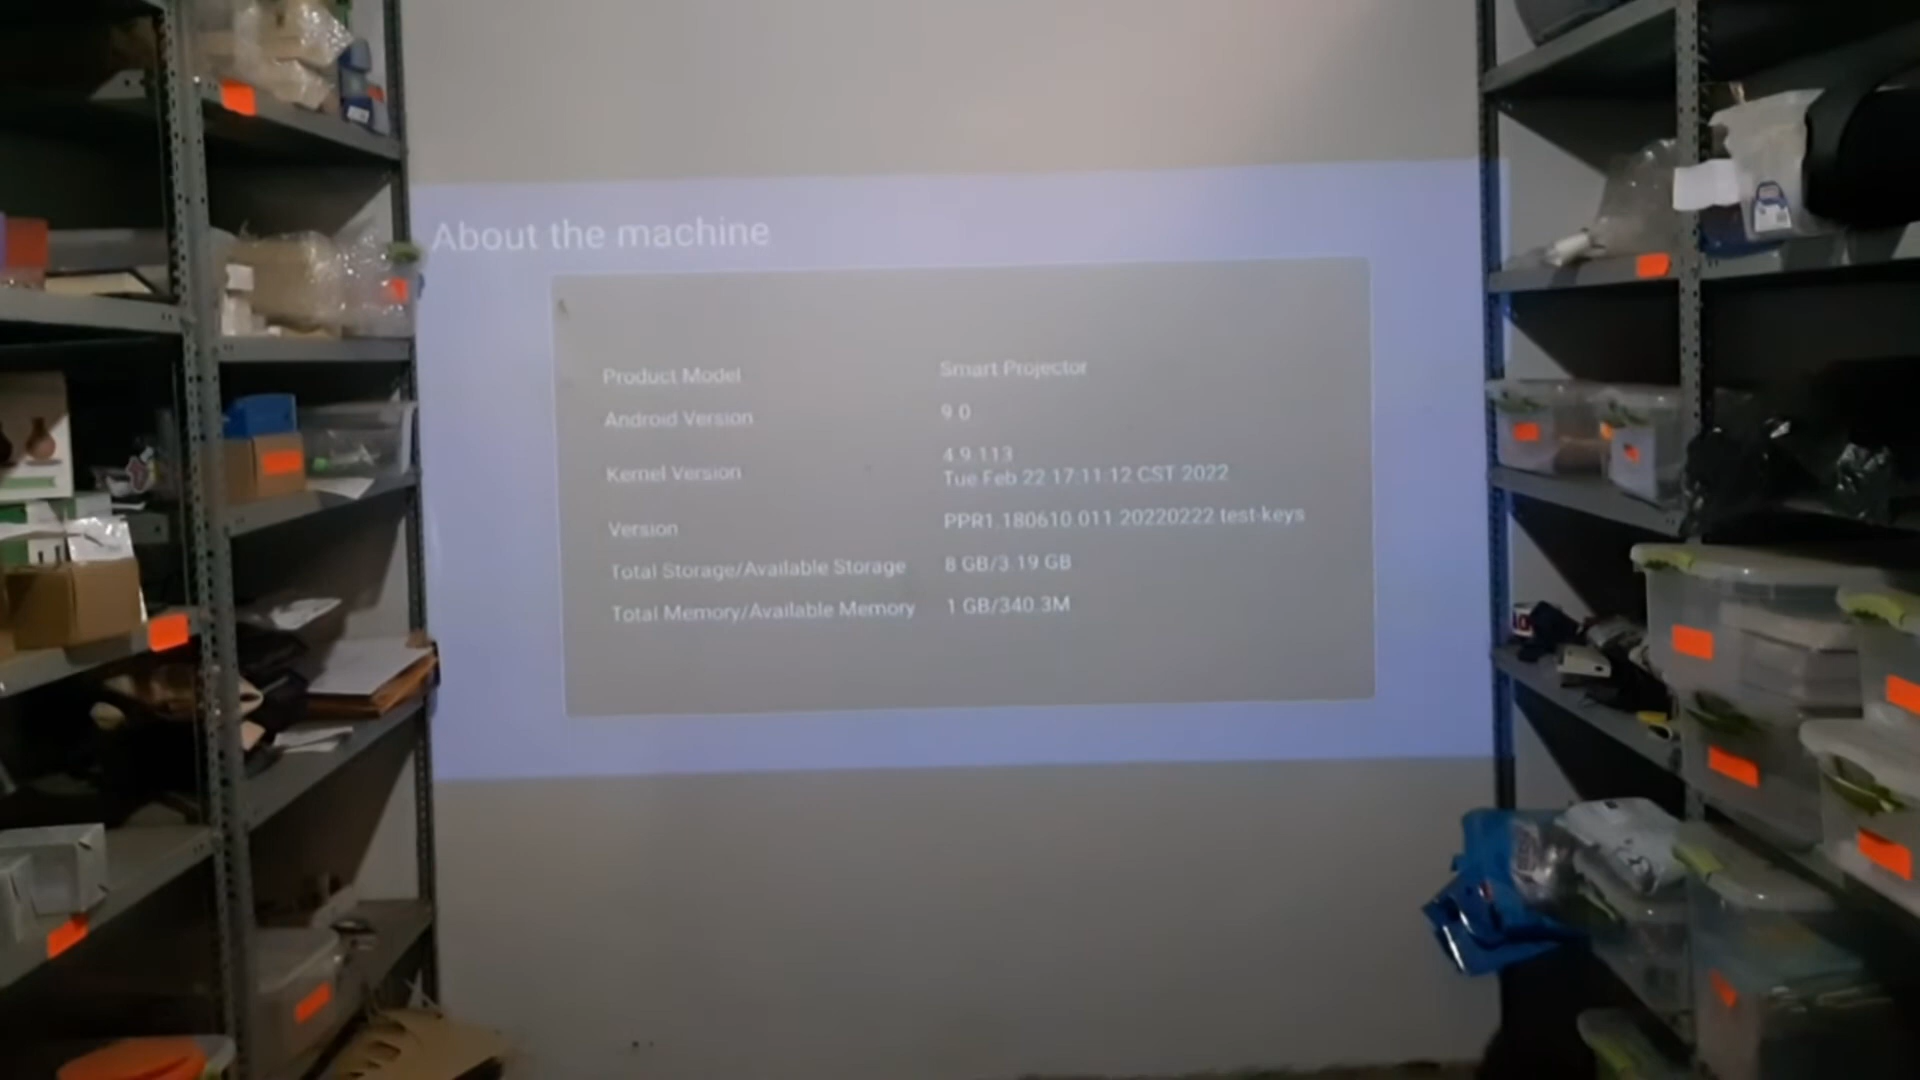 About the machine
Product Model Smart Projector
Android Version 9.0
Kernel Version 4.9.113
Tue Feb 22 17:11:12 CST 2022
Version PPR1.180610.011.20220222 test-keys
Total Storage/Available Storage 8 GB/3.19 GB
Total Memory/Available Memory 1 GB/340.3M